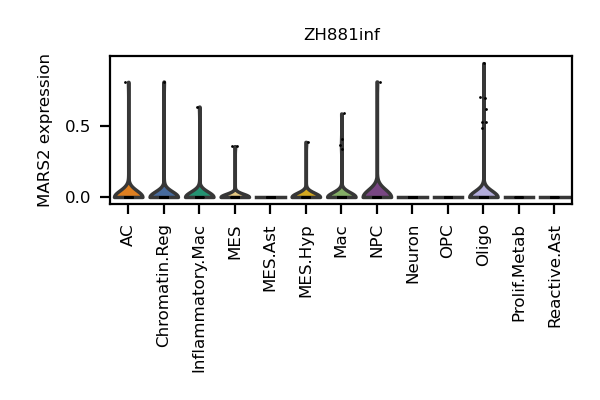 ZH881inf
MARS2 expression
0.5
0.0
AC
Chromatin.Reg
Inflammatory.Mac
MES
MES.Ast
MES.Hyp
Mac
NPC
Neuron
OPC
Oligo
Prolif.Metab
Reactive.Ast